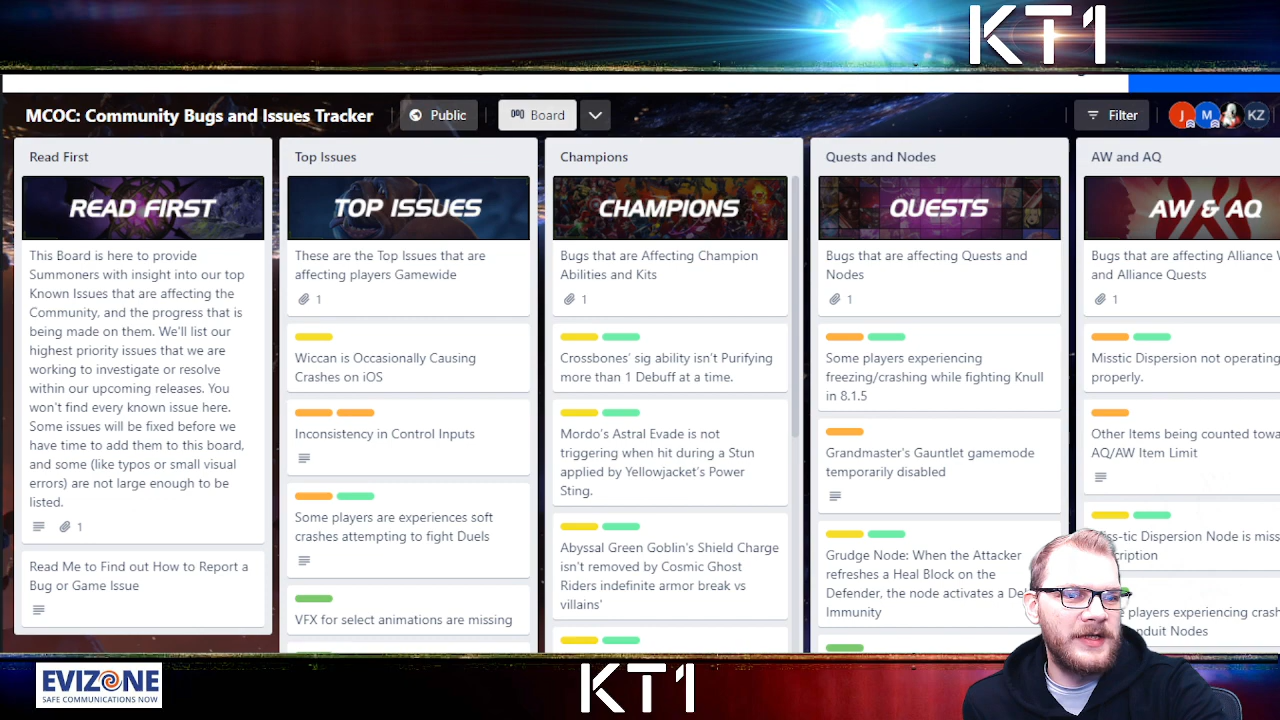 KT1
MCOC: Community Bugs and Issues Tracker
Public
Board
Filter
J
M
KZ
Read First
READ FIRST
This Board is here to provide
Summoners with insight into our top
Known Issues that are affecting the
Community, and the progress that is
being made on them. We'll list our
highest priority issues that we are
working to investigate or resolve
within our upcoming releases. You
won't find every known issue here.
Some issues will be fixed before we
have time to add them to this board,
and some (like typos or small visual
errors) are not large enough to be
listed.
1
Read Me to Find out How to Report a
Bug or Game Issue
Top Issues
TOP ISSUES
These are the Top Issues that are
affecting players Gamewide
1
Wiccan is Occasionally Causing
Crashes on iOS
Inconsistency in Control Inputs
Some players are experiences soft
crashes attempting to fight Duels
VFX for select animations are missing
Champions
CHAMPIONS
Bugs that are Affecting Champion
Abilities and Kits
1
Crossbones' sig ability isn't Purifying
more than 1 Debuff at a time.
Mordo's Astral Evade is not
triggering when hit during a Stun
applied by Yellowjacket's Power
Sting.
Abyssal Green Goblin's Shield Charge
isn't removed by Cosmic Ghost
Riders indefinite armor break vs
villains'
Quests and Nodes
QUESTS
Bugs that are affecting Quests and
Nodes
1
Some players experiencing
freezing/crashing while fighting Knull
in 8.1.5
Grandmaster's Gauntlet gamemode
temporarily disabled
Grudge Node: When the Attacker
refreshes a Heal Block on the
Defender, the node activates a De
Immunity
AW and AQ
AW & AQ
Bugs that are affecting Alliance
and Alliance Quests
1
Misstic Dispersion not operating
properly.
Other Items being counted
AQ/AW Item Limit
ss-tic Dispersion Node is miss
cription
players experiencing crash
nduit Nodes
EVIZONE
SAFE COMMUNICATIONS NOW
KT1